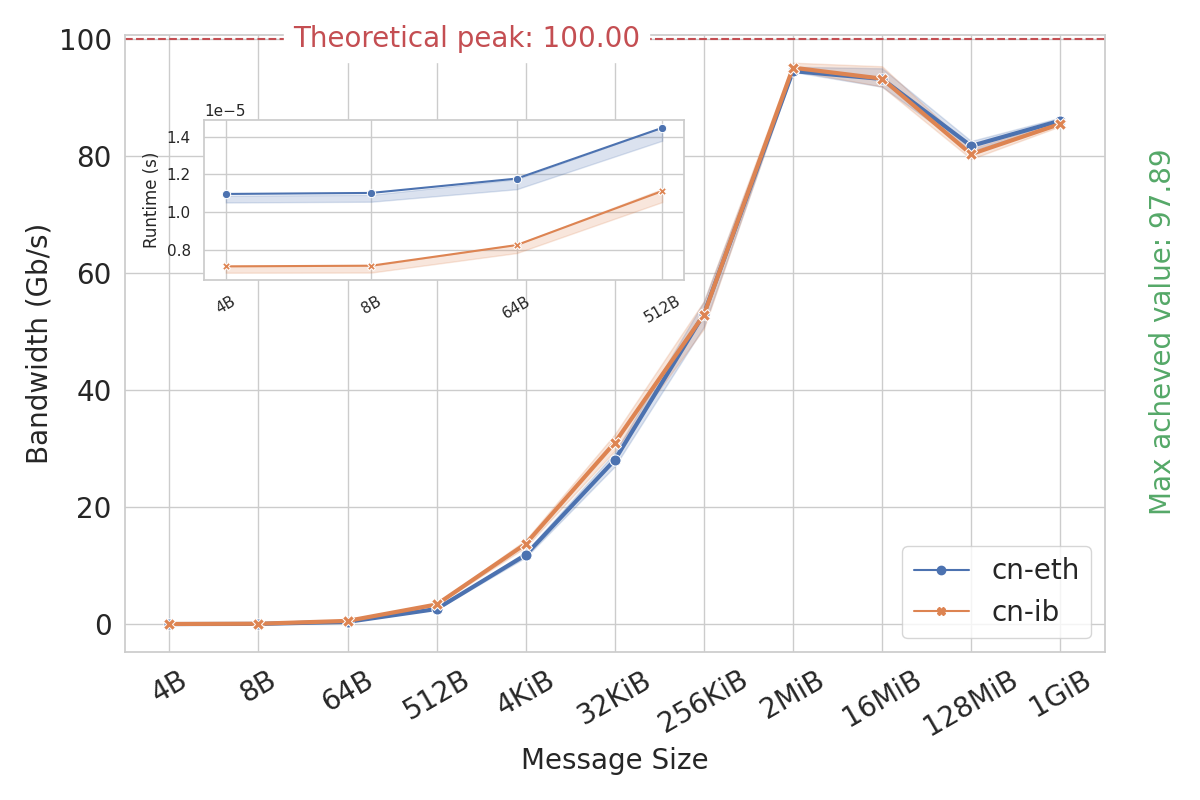 Theoretical peak: 100.00
100
80
60
40
20
0
Bandwidth (Gb/s)
1e−5
1.4
1.2
1.0
0.8
Runtime (s)
4B
8B
64B
512B
Max acheved value: 97.89
cn-eth
cn-ib
4B
8B
64B
512B
4KiB
32KiB
256KiB
2MiB
16MiB
128MiB
1GiB
Message Size